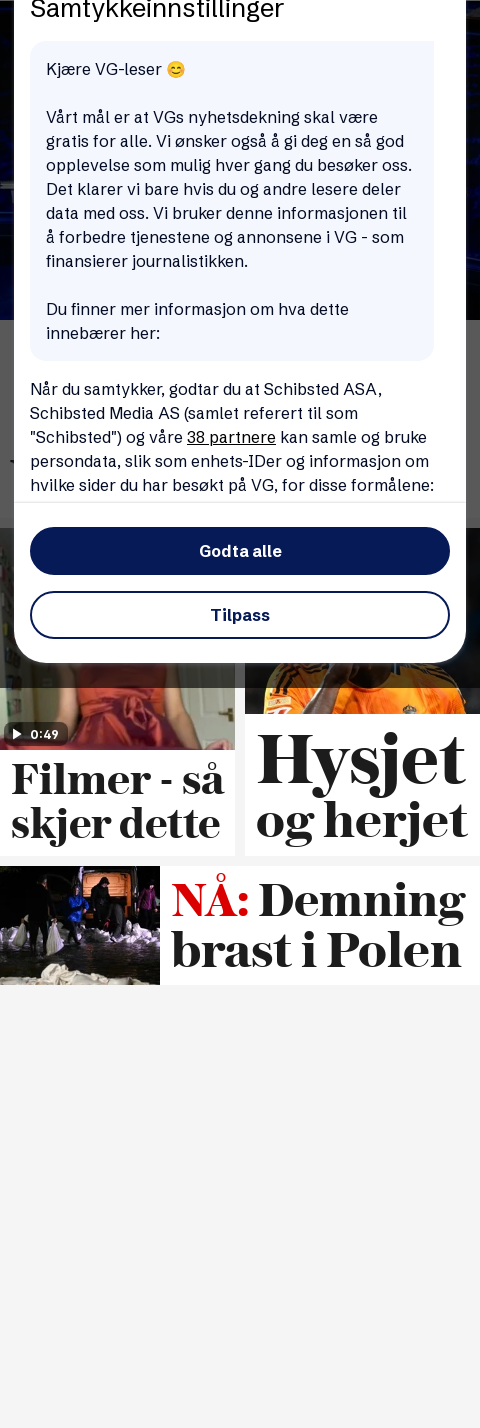 Samtykkeinnstillinger
Kjære VG-leser 😊
Vårt mål er at VGs nyhetsdekning skal være
gratis for alle. Vi ønsker også å gi deg en så god
opplevelse som mulig hver gang du besøker oss.
Det klarer vi bare hvis du og andre lesere deler
data med oss. Vi bruker denne informasjonen til
å forbedre tjenestene og annonsene i VG - som
finansierer journalistikken.
Du finner mer informasjon om hva dette
innebærer her:
Når du samtykker, godtar du at Schibsted ASA,
Schibsted Media AS (samlet referert til som
"Schibsted") og våre 38 partnere kan samle og bruke
persondata, slik som enhets-IDer og informasjon om
hvilke sider du har besøkt på VG, for disse formålene:
Godta alle
Tilpass
0:49
Filmer - så
skjer dette
Hysjet
og herjet
NÅ: Demning
brast i Polen